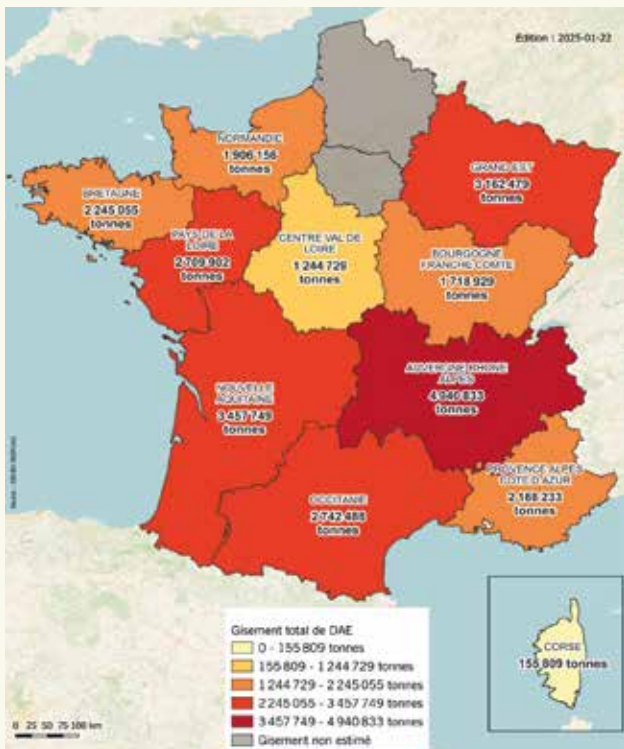 Edition : 2025-01-22
NORMANDIE
1 906 156
tonnes
GRAND EST
3 162 479
tonnes
BRETAGNE
2 245 055
tonnes
PAYS DE LA
LOIRE
2 709 902
tonnes
CENTRE VAL DE
LOIRE
1 244 729
tonnes
BOURGOGNE
FRANCHE COMTE
1 718 929
tonnes
AUVERGNE RHONE
ALPES
4 940 833
tonnes
NOUVELLE
AQUITAINE
3 457 749
tonnes
PROVENCE ALPES
COTE D'AZUR
2 188 233
tonnes
OCCITANIE
2 742 488
tonnes
CORSE
155 809 tonnes
Gisement total de DAE
0 - 155 809 tonnes
155 809 - 1 244 729 tonnes
1 244 729 - 2 245 055 tonnes
2 245 055 - 3 457 749 tonnes
3 457 749 - 4 940 833 tonnes
Gisement non estimé
0 25 50 75 100 km